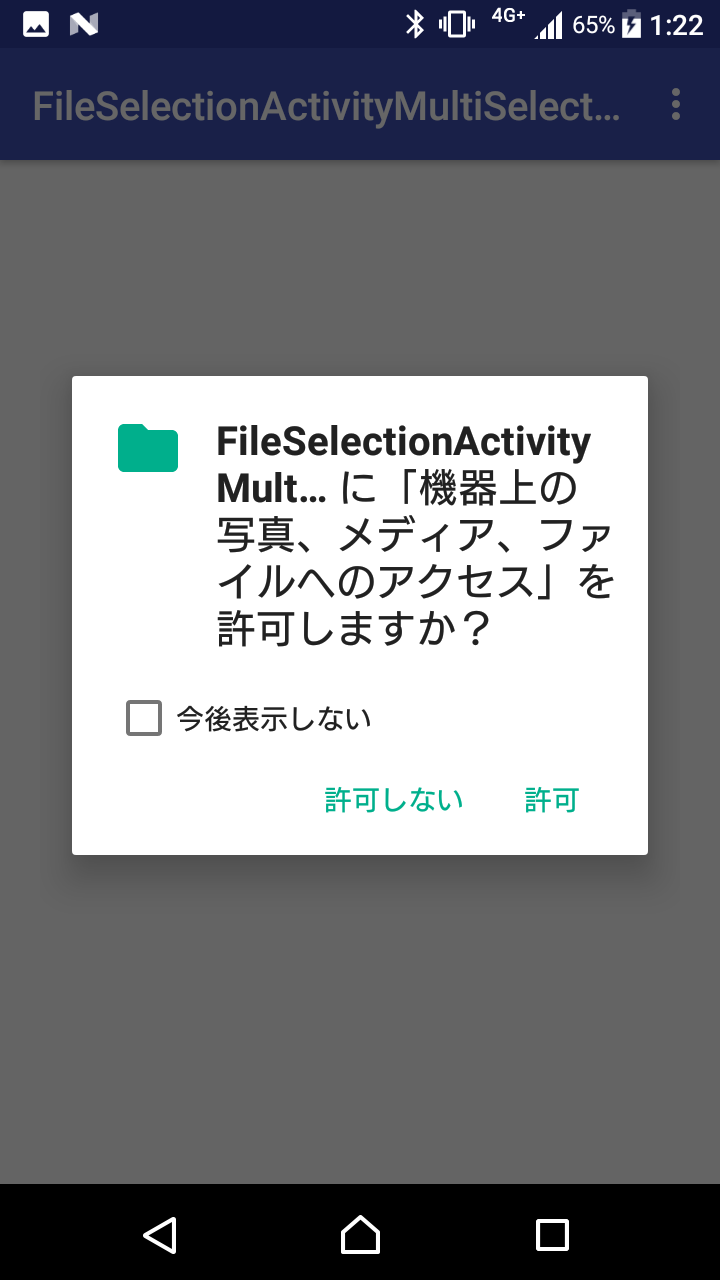 4G+ 65% 1:22
FileSelectionActivityMultiSelect...
FileSelectionActivity
Mult... に「機器上の
写真、メディア、ファ
イルへのアクセス」を
許可しますか？
今後表示しない
許可しない 許可